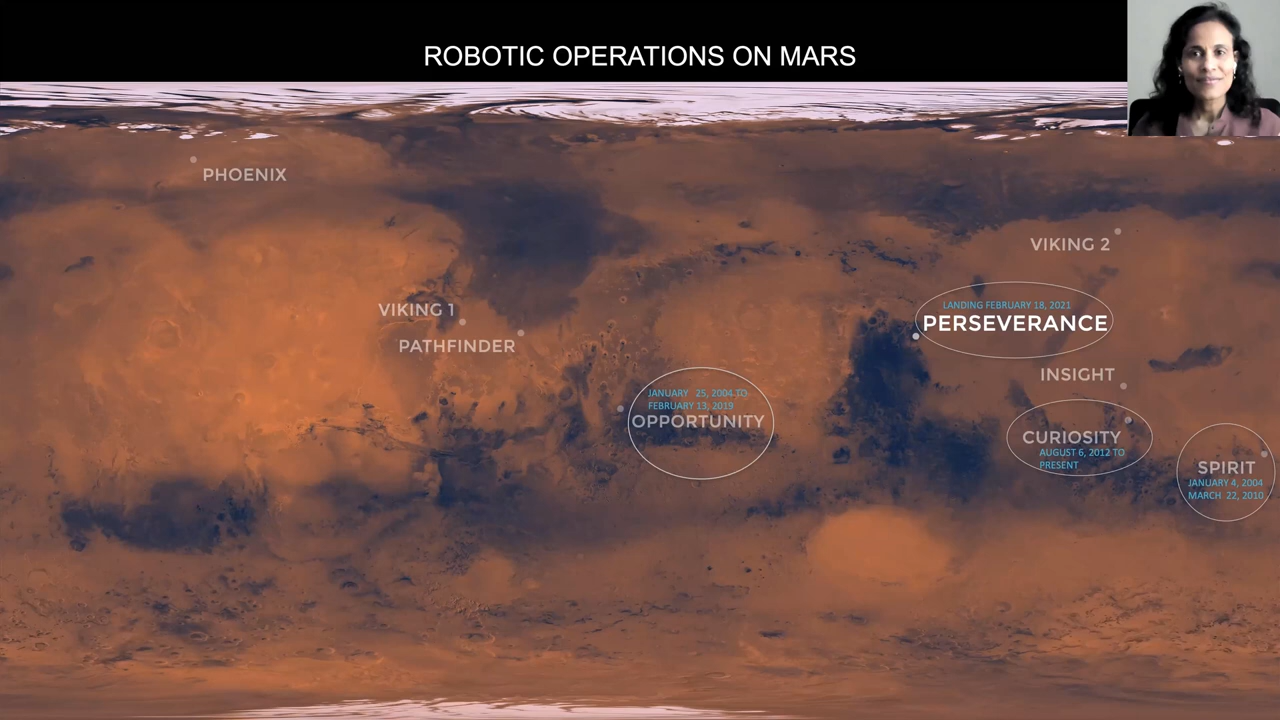 ROBOTIC OPERATIONS ON MARS
PHOENIX
VIKING 2
LANDING FEBRUARY 18, 2021
PERSEVERANCE
VIKING 1
PATHFINDER
INSIGHT
JANUARY 25, 2004 TO
FEBRUARY 13, 2019
OPPORTUNITY
CURIOSITY
AUGUST 6, 2012 TO
PRESENT
SPIRIT
JANUARY 4, 2004
MARCH 22, 2010